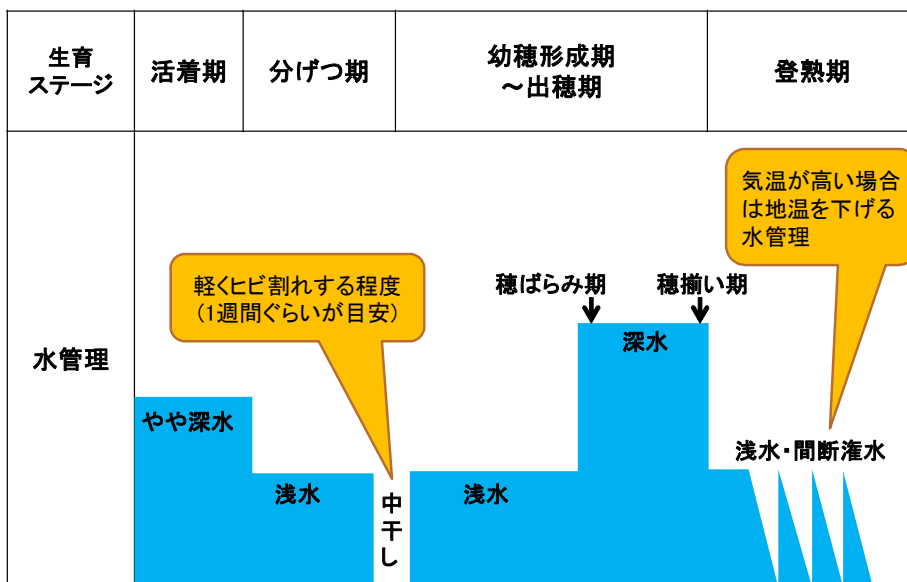 生育
ステージ
活着期
分げつ期
幼穂形成期
～出穂期
登熟期
水管理
気温が高い場合
は地温を下げる
水管理
軽くヒビ割れする程度
(1週間ぐらいが目安)
穂ばらみ期
穂揃い期
深水
やや深水
浅水・間断潅水
浅水
中干し
浅水